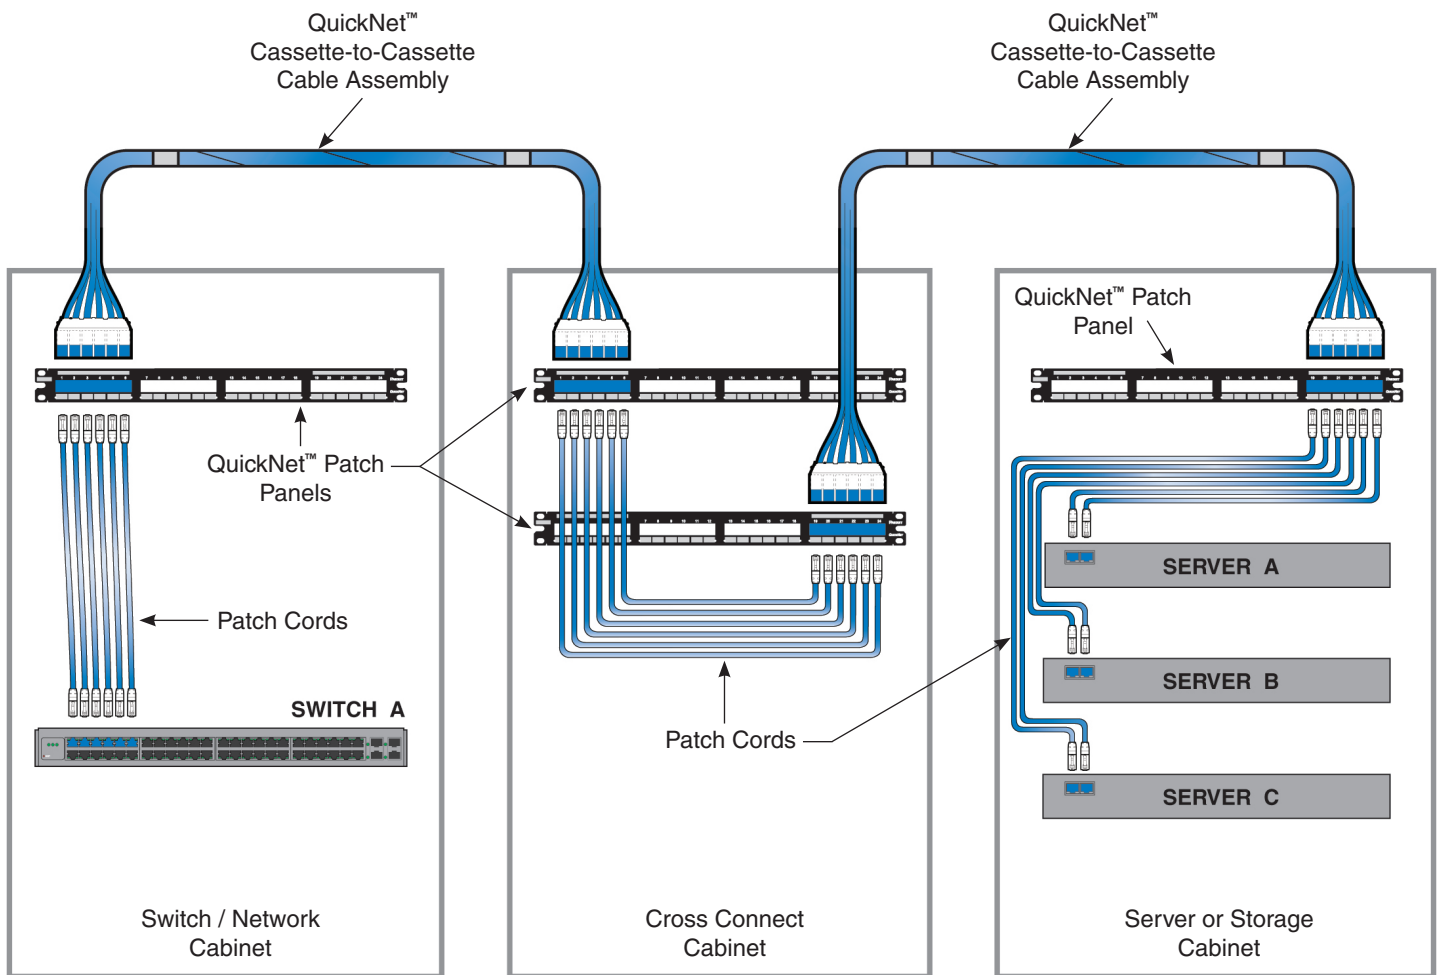 QuickNet™
Cassette-to-Cassette
Cable Assembly
QuickNet™
Cassette-to-Cassette
Cable Assembly
QuickNet™ Patch
Panel
QuickNet™ Patch
Panels
Patch Cords
SWITCH A
Patch Cords
SERVER A
SERVER B
SERVER C
Switch / Network
Cabinet
Cross Connect
Cabinet
Server or Storage
Cabinet